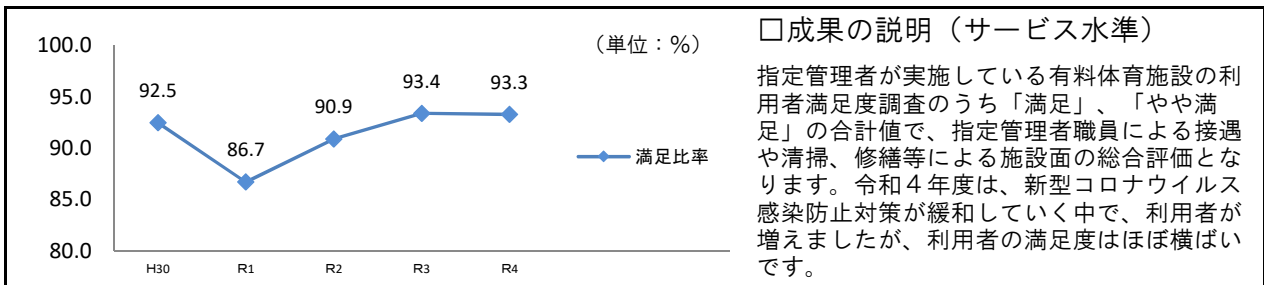 100.0
95.0
90.0
85.0
80.0
（単位：％）
92.5
86.7
90.9
93.4
93.3
満足比率
H30
R1
R2
R3
R4
□成果の説明（サービス水準）
指定管理者が実施している有料体育施設の利
用者満足度調査のうち「満足」、「やや満
足」の合計値で、指定管理者職員による接遇
や清掃、修繕等による施設面の総合評価とな
ります。令和４年度は、新型コロナウイルス
感染防止対策が緩和していく中で、利用者が
増えましたが、利用者の満足度はほぼ横ばい
です。